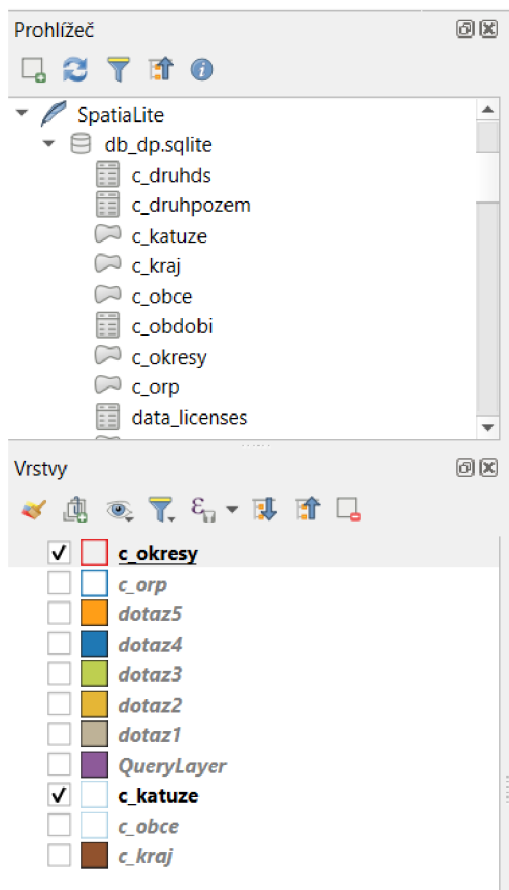 Prohlížeč
SpatiaLite
db_dp.sqlite
c_druhds
c_druhpozem
c_katuze
c_kraj
c_obce
c_obdobi
c_okresy
c_orp
data_licenses
Vrstvy
c_okresy
c_orp
dotaz5
dotaz4
dotaz3
dotaz2
dotaz1
QueryLayer
c_katuze
c_obce
c_kraj